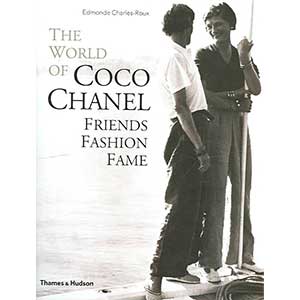 Edmonde Charles-Roux
THE
WORLD
OF COCO
CHANEL
FRIENDS
FASHION
FAME
Thames & Hudson